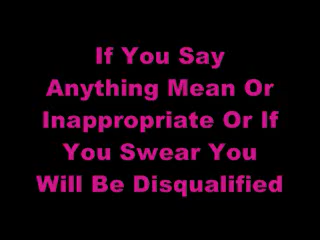 If You Say
Anything Mean Or
Inappropriate Or If
You Swear You
Will Be Disqualified